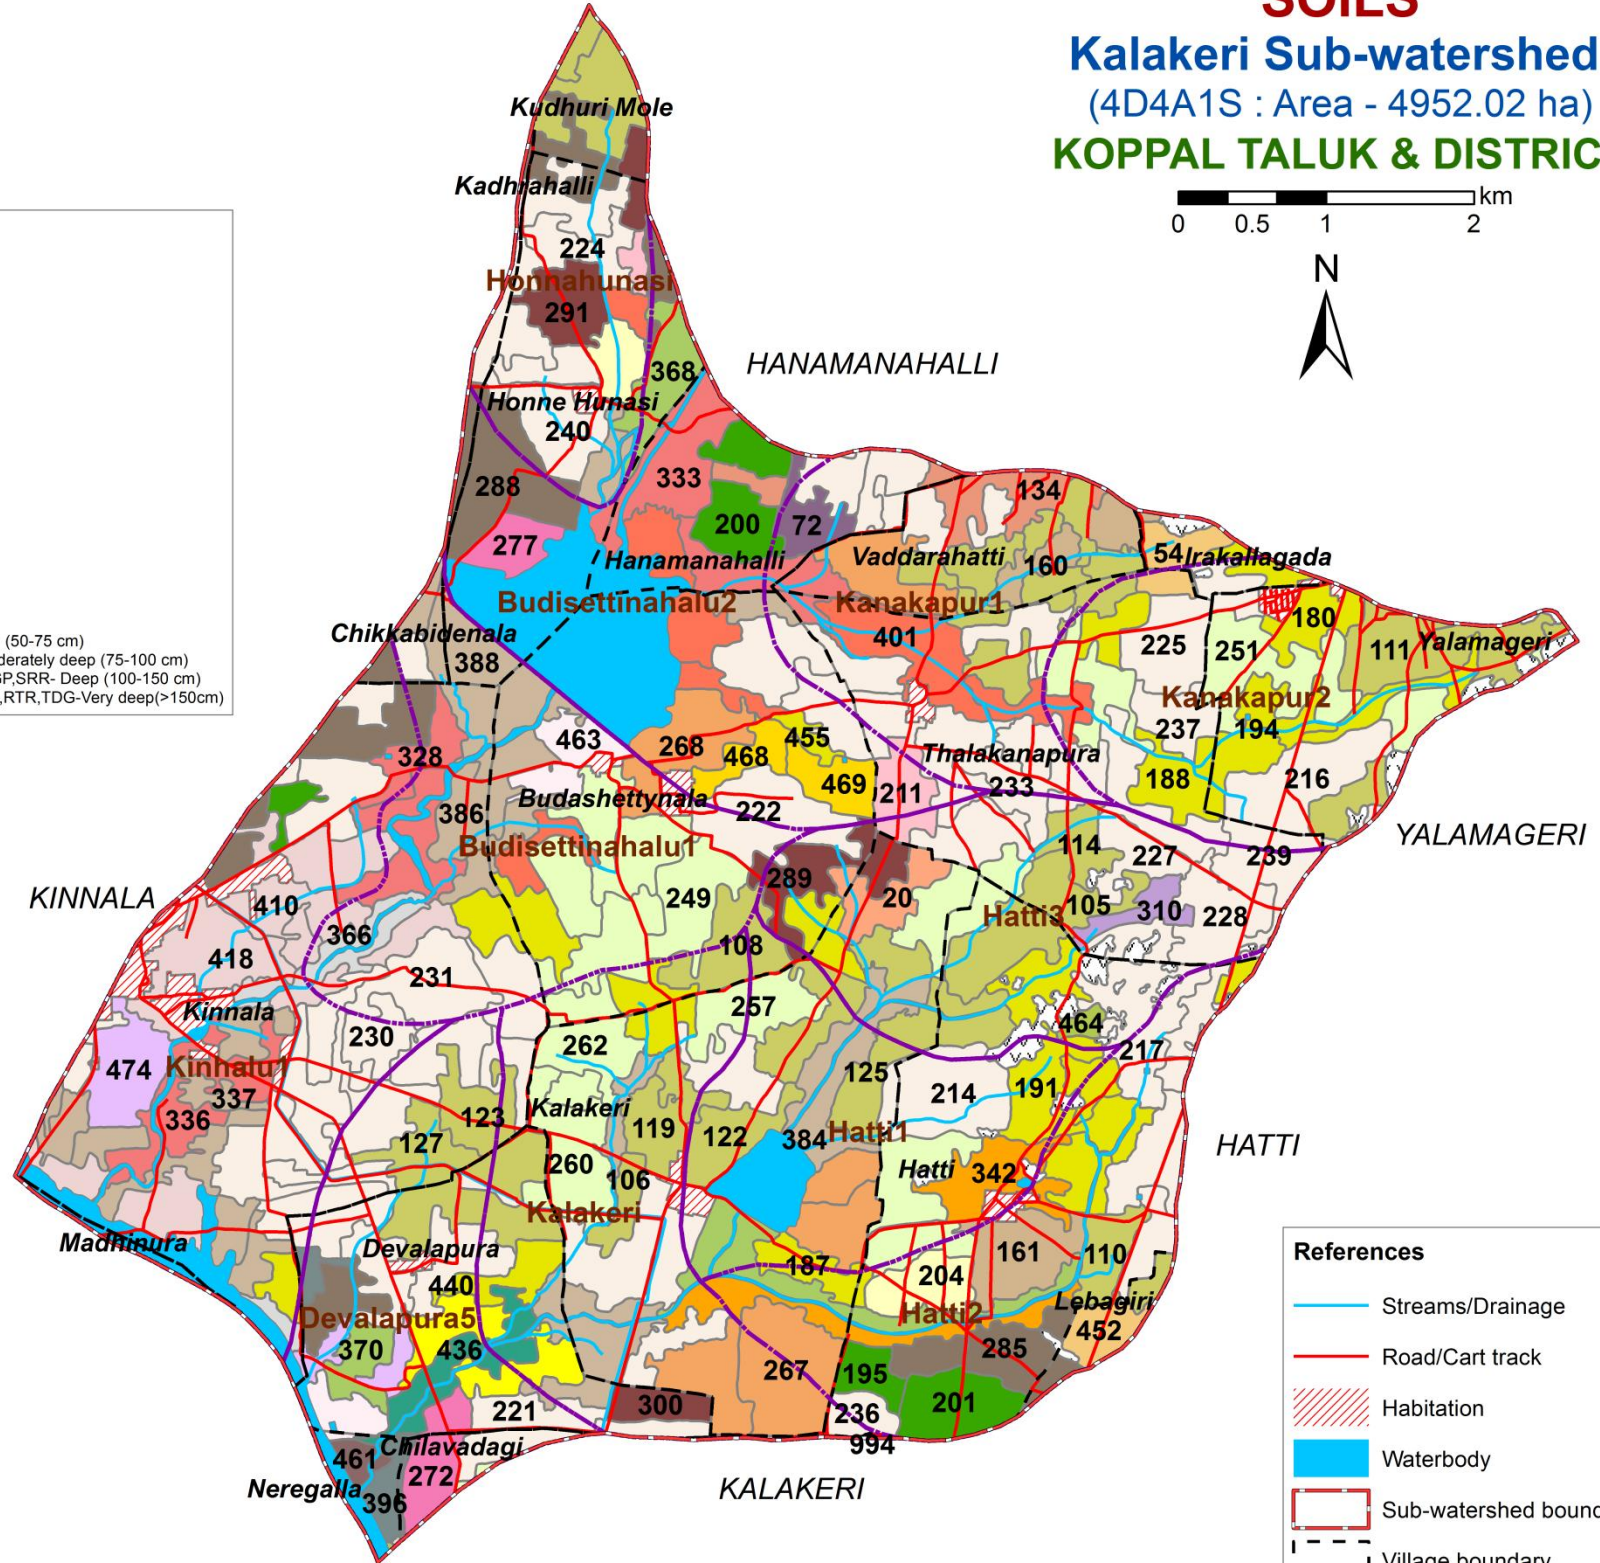 SOILS
Kalakeri Sub-watershed
(4D4A1S : Area - 4952.02 ha)
KOPPAL TALUK & DISTRIC
km
0 0.5 1 2
N
Kudhuri Mole
Kadhrahalli
224
Honnahunasi
291
HANAMANAHALLI
368
Honne Hunasi
240
288
333
134
200
72
277
Hanamanahalli
Vaddarahatti
160
54
Irakallagada
Budisettinahalu2
Kanakapur1
180
Chikkabidenala
401
(50-75 cm)
derately deep (75-100 cm)
GP,SRR- Deep (100-150 cm)
,RTR,TDG-Very deep(>150cm)
388
225
251
111
Yalamageri
Kanakapur2
237
194
463
268
455
328
468
Thalakanapura
188
216
469
211
233
Budashettynala
222
386
YALAMAGERI
Budisettinahalu1
114
227
239
289
KINNALA
249
20
410
105
310
Hatti3
228
366
108
418
231
Kinnala
257
464
230
262
217
474
Kinhalu1
125
191
214
337
336
Kalakeri
123
119
122
384
Hatti1
HATTI
127
260
106
Hatti
342
Kalakeri
Madhinura
Devalapura
161
110
References
187
440
204
Lebagiri
Streams/Drainage
Devalapura5
Hatti2
452
370
436
285
Road/Cart track
267
195
300
201
221
236
Habitation
994
Chilavadagi
461
272
Waterbody
Neregalla
396
KALAKERI
Sub-watershed boun
Village boundary